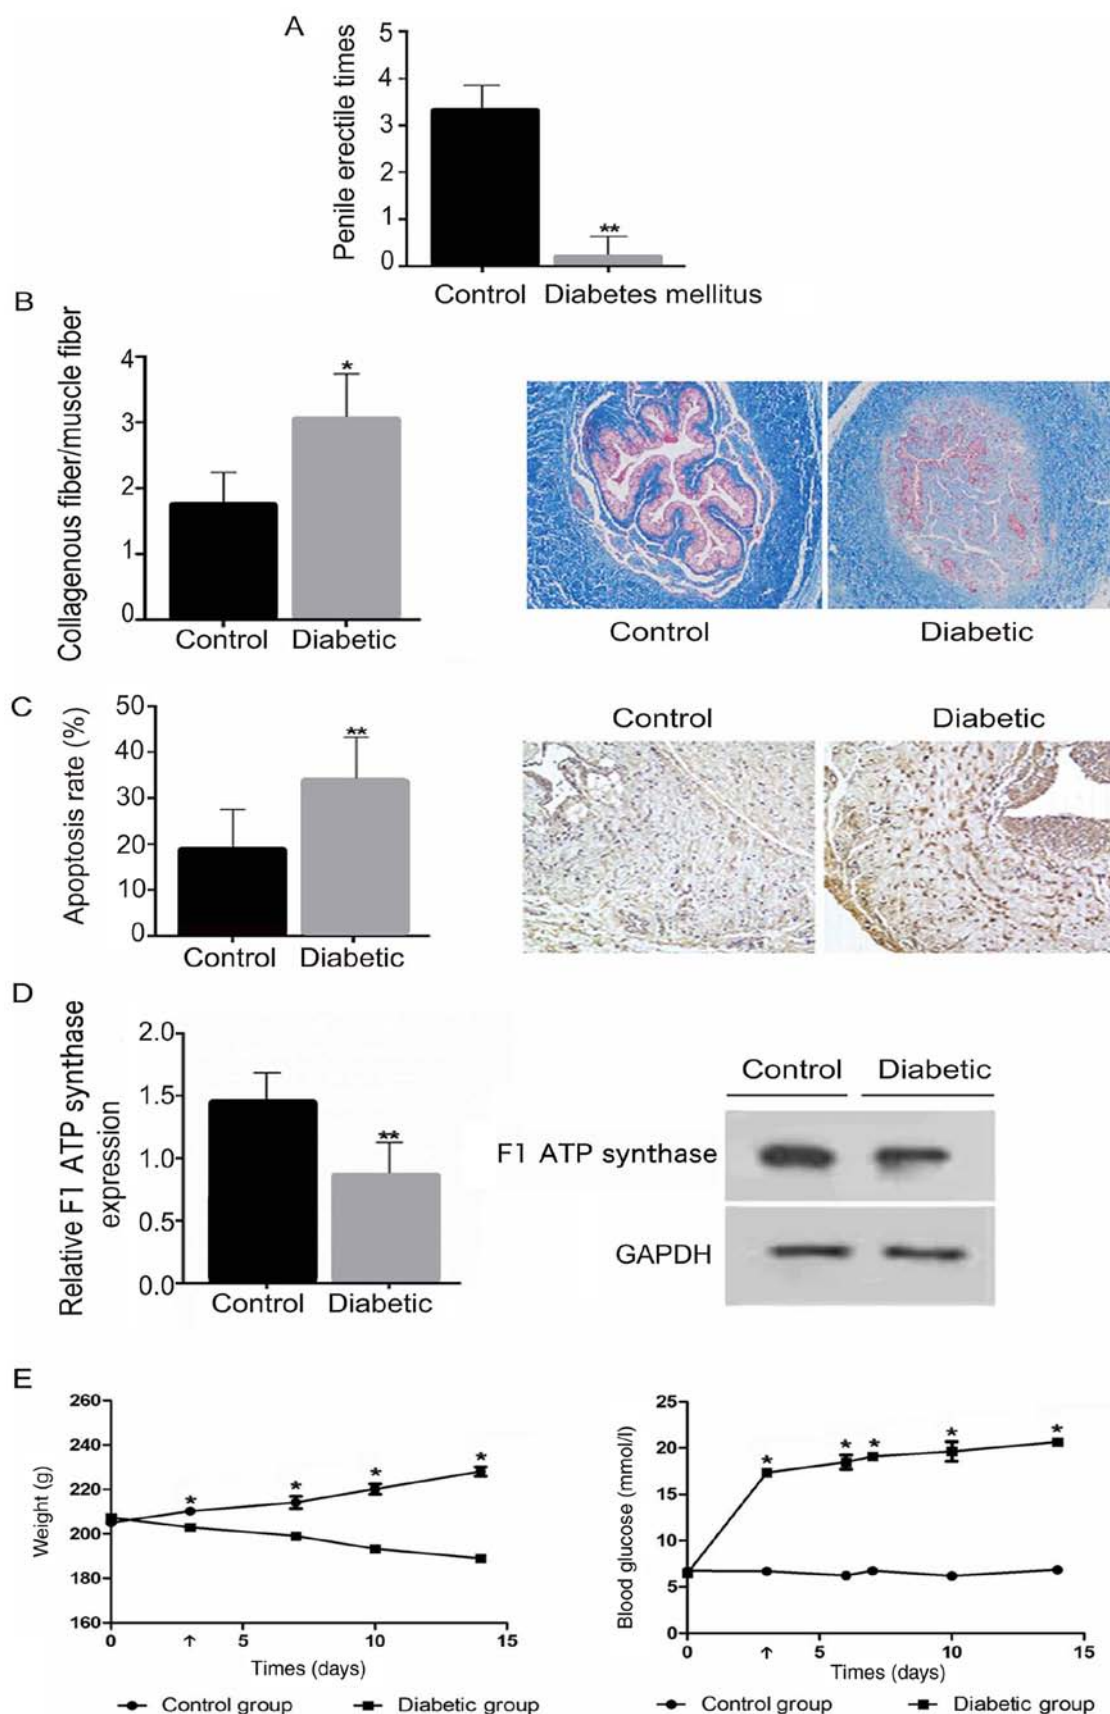 A
Penile erectile times
5
4
3
2
1
0
**
Control Diabetes mellitus
B
Collagenous fiber/muscle fiber
4
3
2
1
0
*
Control Diabetic
Control Diabetic
C
Apoptosis rate (%)
50
40
30
20
10
0
**
Control Diabetic
Control Diabetic
D
Relative F1 ATP synthase
expression
2.0
1.5
1.0
0.5
0.0
**
Control Diabetic
Control Diabetic
F1 ATP synthase
GAPDH
E
Weight (g)
260
240
220
200
180
160
* * * *
0 ↑ 5 10 15
Times (days)
Control group Diabetic group
Blood glucose (mmol/l)
25
20
15
10
5
0
* * * * *
0 ↑ 5 10 15
Times (days)
Control group Diabetic group